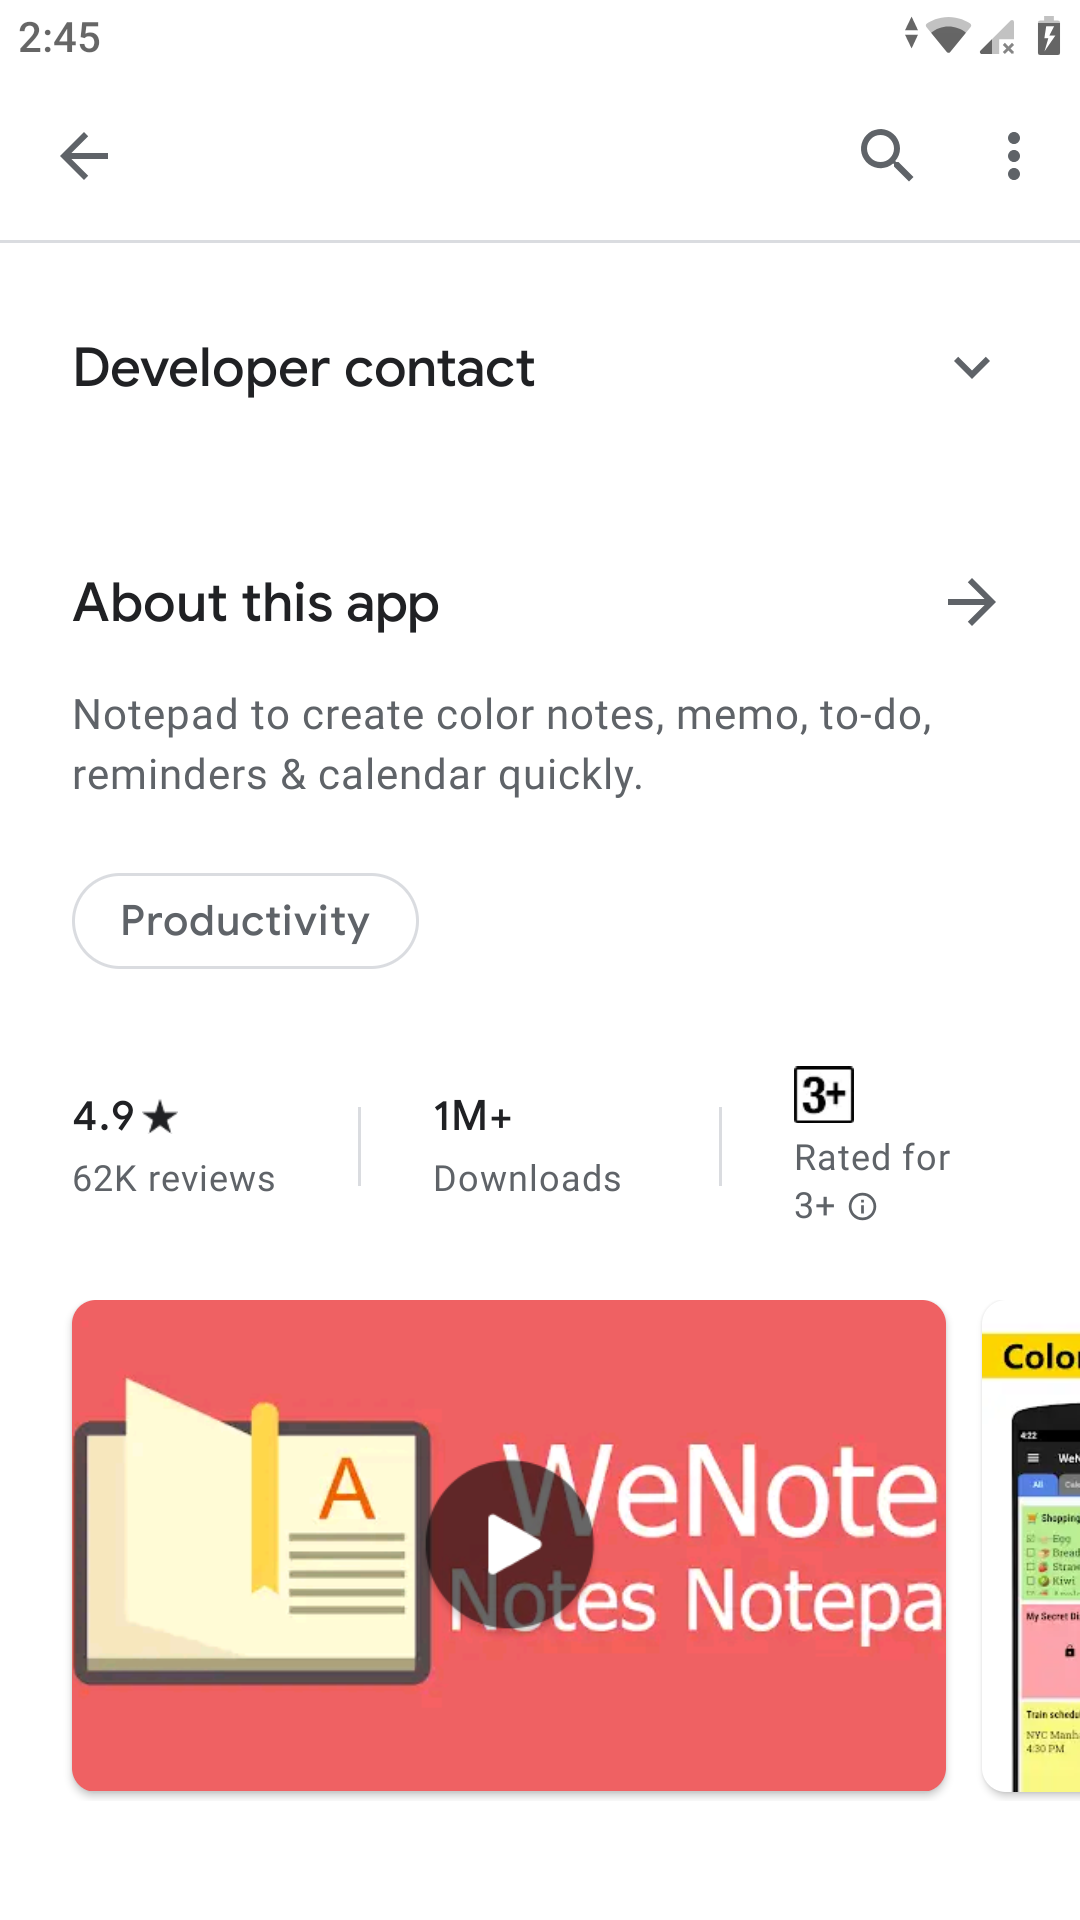 2:45
Developer contact
About this app
Notepad to create color notes, memo, to-do,
reminders & calendar quickly.
Productivity
4.9★
62K reviews
1M+
Downloads
3+
Rated for
3+
A
WeNote
Notes Notepa
Color
4:22
WeN
All
Shopping
Egg
Bread
Straw
Kiwi
My Secret Di
Train schedu
NYC Manh
4:30 PM